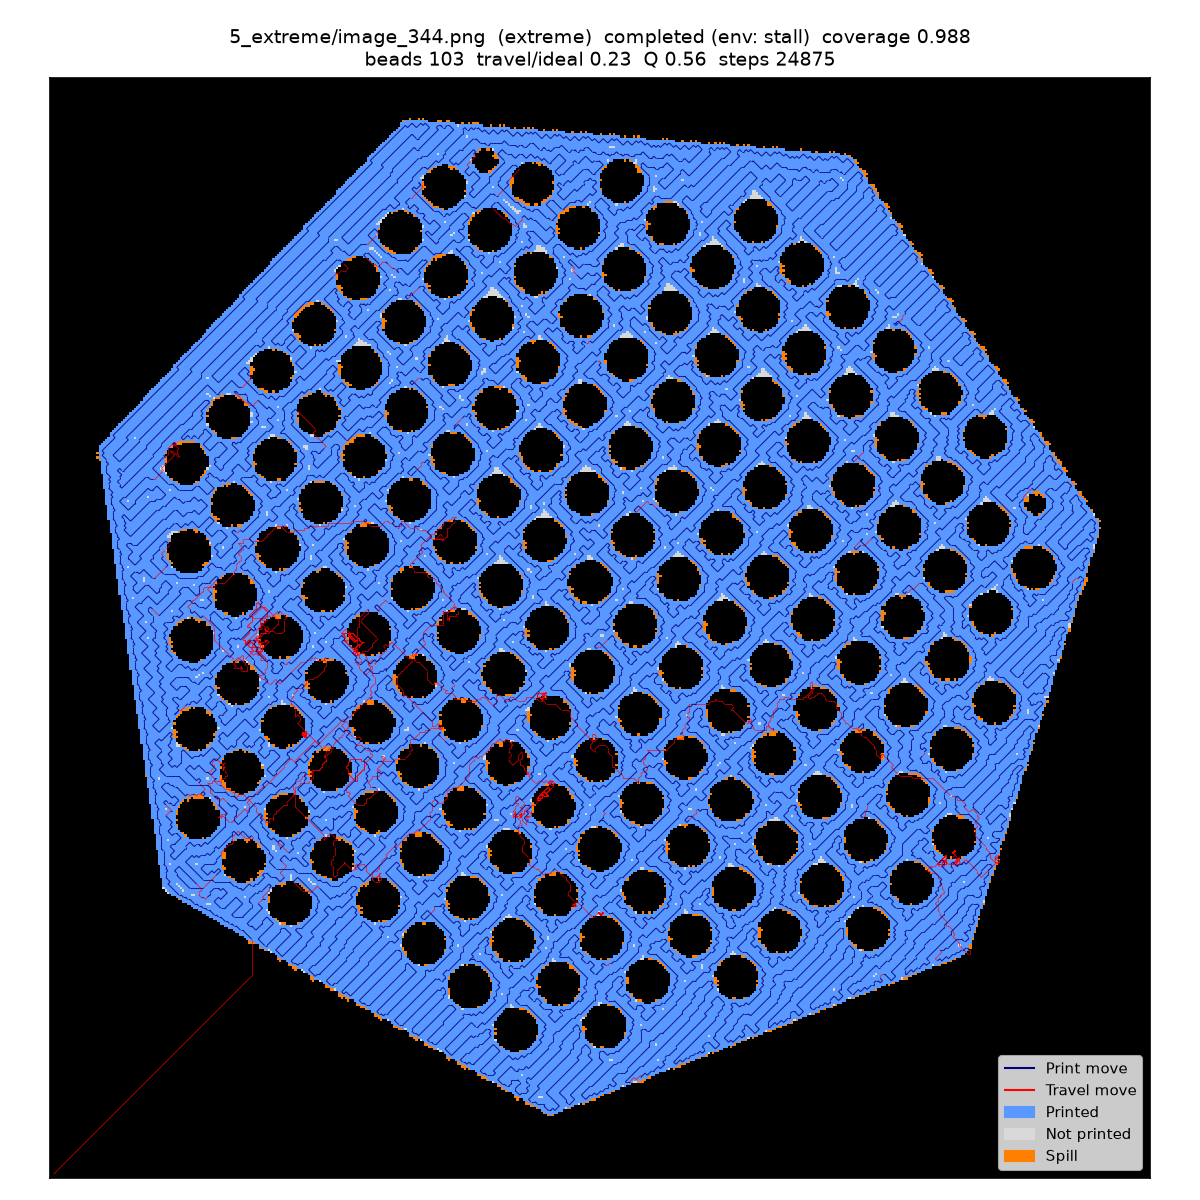 5_extreme/image_344.png  (extreme)  completed (env: stall)  coverage 0.988
beads 103  travel/ideal 0.23  Q 0.56  steps 24875
Print move
Travel move
Printed
Not printed
Spill